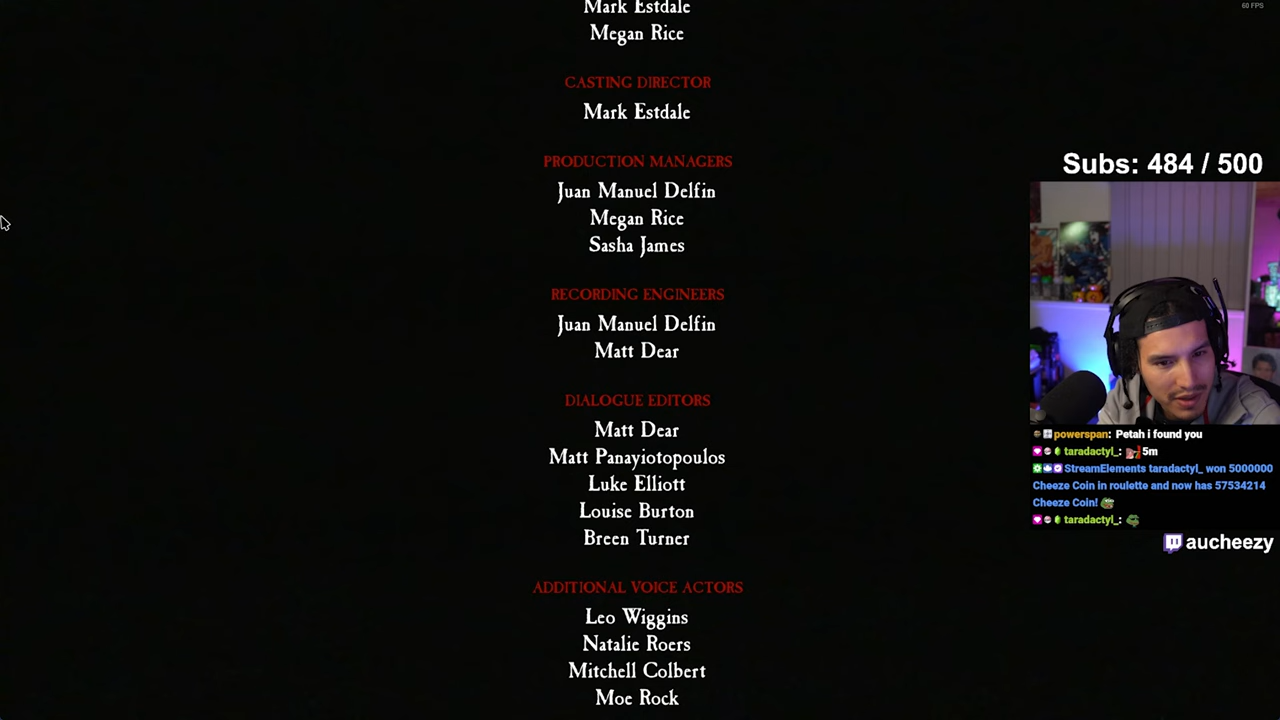 60 FPS
Mark Estdale
Megan Rice
CASTING DIRECTOR
Mark Estdale
PRODUCTION MANAGERS
Juan Manuel Delfin
Megan Rice
Sasha James
RECORDING ENGINEERS
Juan Manuel Delfin
Matt Dear
DIALOGUE EDITORS
Matt Dear
Matt Panayiotopoulos
Luke Elliott
Louise Burton
Breen Turner
ADDITIONAL VOICE ACTORS
Leo Wiggins
Natalie Roers
Mitchell Colbert
Moe Rock
Subs: 484 / 500
powerspan: Petah i found you
taradactyl_: 5m
StreamElements taradactyl_ won 5000000
Cheeze Coin in roulette and now has 57534214
Cheeze Coin!
taradactyl_:
aucheezy